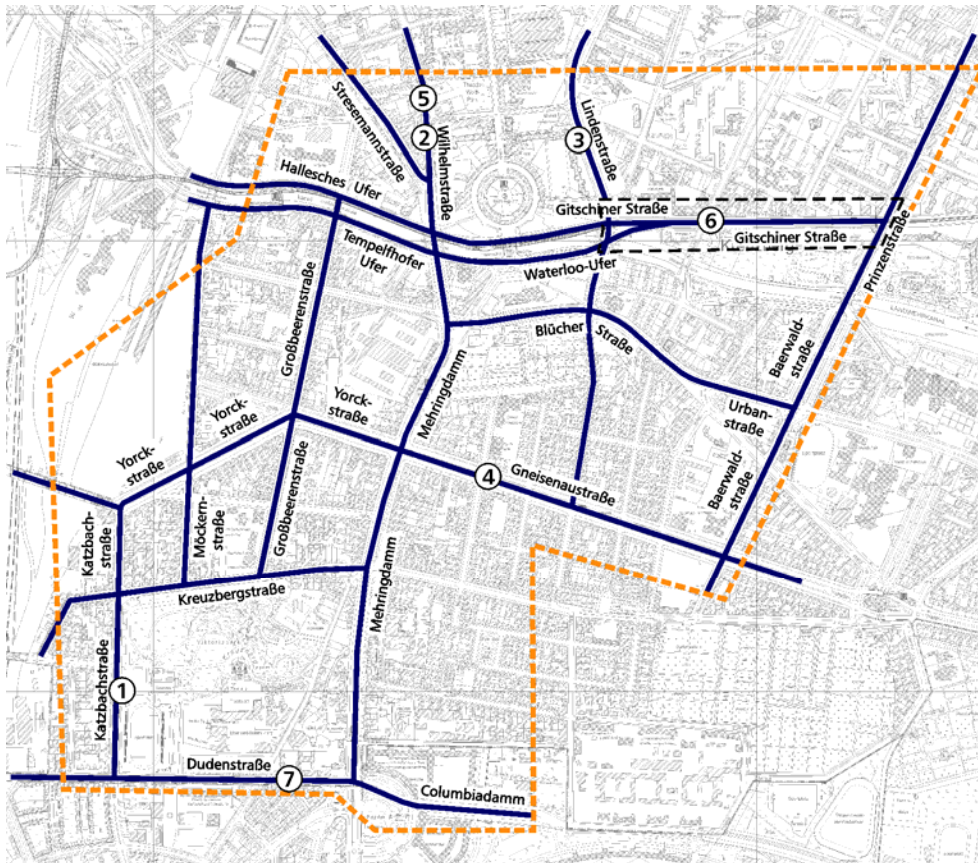 Stresemannstraße
5
2
Wilhelmstraße
3
Lindenstraße
Hallesches Ufer
Gitschiner Straße
6
Gitschiner Straße
Tempelhofer
Ufer
Waterloo-Ufer
Prinzenstraße
Großbeerenstraße
Blücher
Straße
Baerwald-
straße
Mehringdamm
Yorck-
straße
Yorck-
straße
Urban-
straße
Yorck-
straße
4
Gneisenaustraße
Baerwald-
straße
Katzbach-
straße
Möckern-
straße
Großbeerenstraße
Kreuzbergstraße
Mehringdamm
Katzbachstraße
1
Dudenstraße
7
Columbiadamm